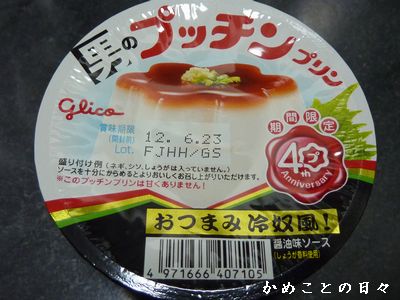 男のプッチンプリン
glico
賞味期限
(開封前)
12.6.23
Lot. FJHH/GS
期間限定
40プ
th
Anniversary
盛り付け例(ネギ、シソ、しょうがは入っていません。)
ソースを十分にからめるとよりおいしくお召し上がりいただけます。
※このプッチンプリンは甘くありません!
おつまみ冷奴風!
醤油味ソース
(しょうが香料使用)
4 971666 407105
かめことの日々